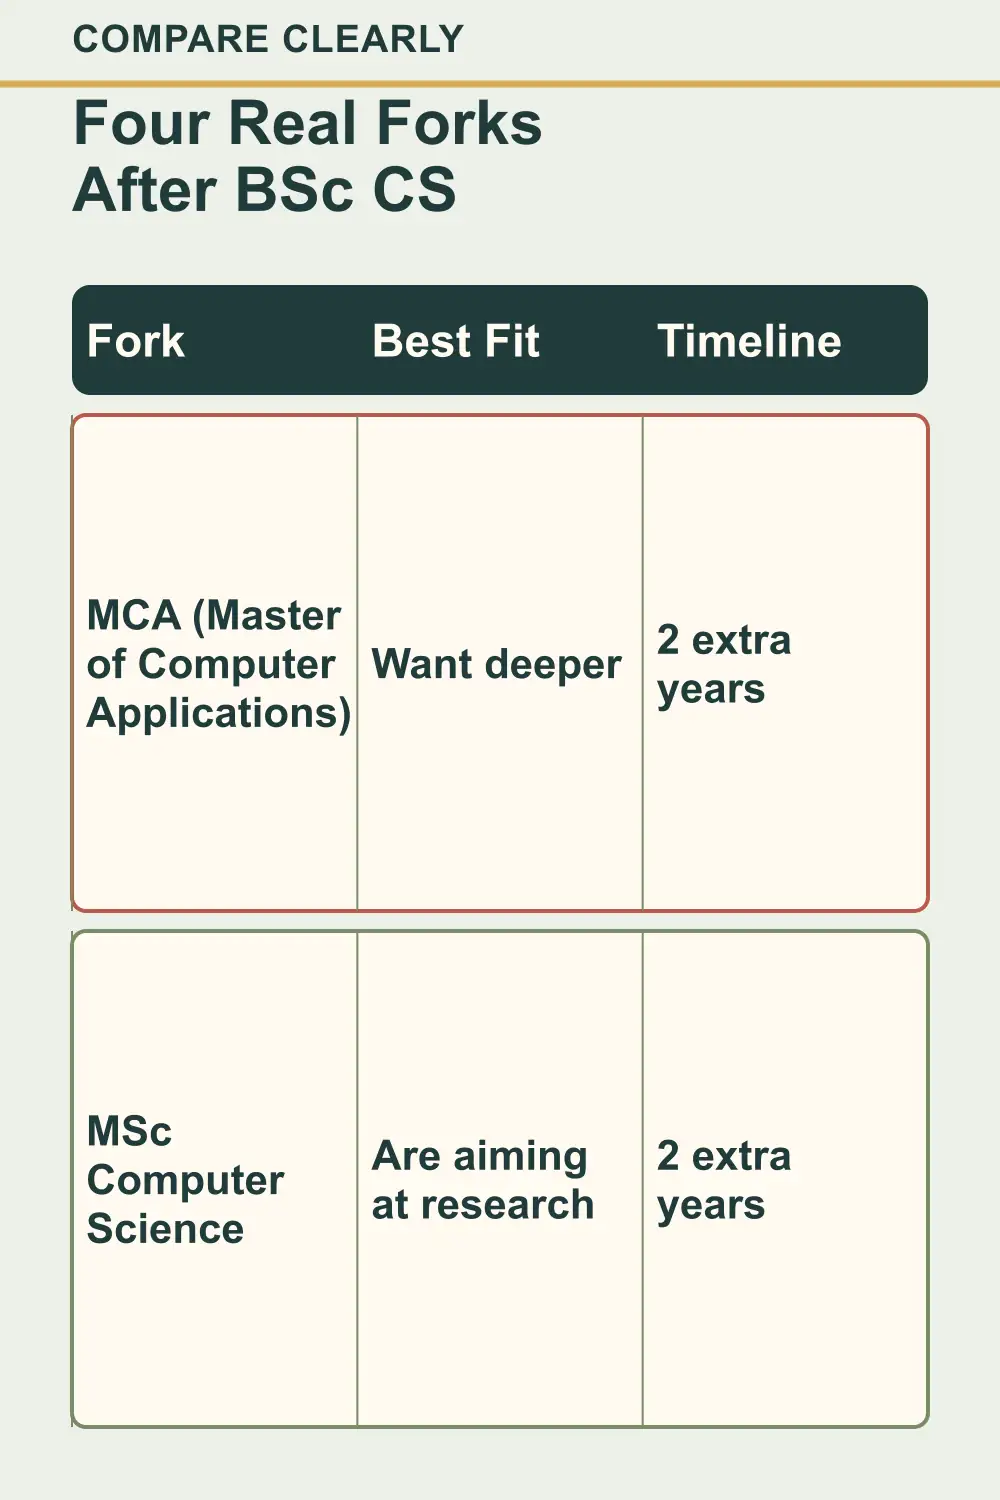 COMPARE CLEARLY
Four Real Forks
After BSc CS
Fork
Best Fit
Timeline
MCA (Master
of Computer
Applications)
Want deeper
2 extra
years
MSc
Computer
Science
Are aiming
at research
2 extra
years